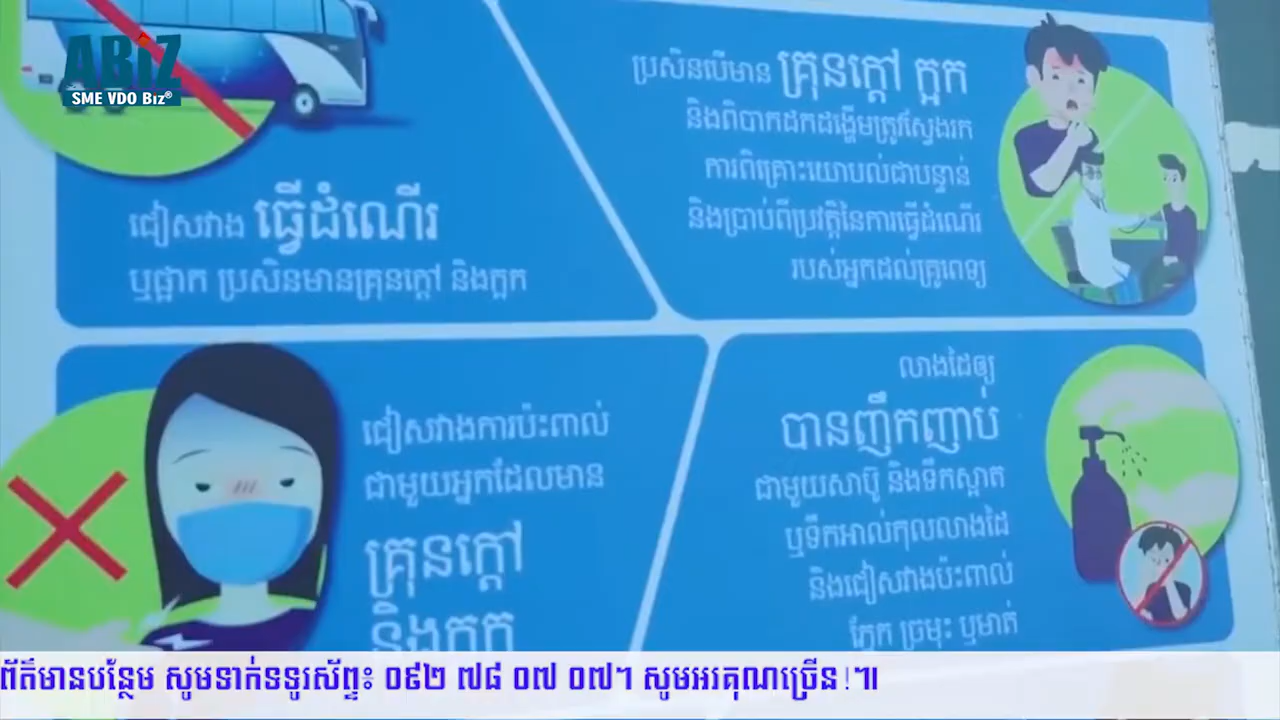 ABiZ
SME VDO Biz®
ជៀសវាង ធ្វើដំណើរ
ឬផ្អាក ប្រសិនមានគ្រុនក្ដៅ និងក្អក
ប្រសិនបើមាន គ្រុនក្ដៅ ក្អក
និងពិបាកដកដង្ហើមត្រូវស្វែងរក
ការពិគ្រោះយោបល់ជាបន្ទាន់
និងប្រាប់ពីប្រវត្តិនៃការធ្វើដំណើរ
របស់អ្នកដល់គ្រូពេទ្យ
ជៀសវាងការប៉ះពាល់
ជាមួយអ្នកដែលមាន
គ្រុនក្ដៅ
និងក្អក
លាងដៃឲ្យ
បានញឹកញាប់
ជាមួយសាប៊ូ និងទឹកស្អាត
ឬទឹកអាល់កុលលាងដៃ
និងជៀសវាងប៉ះពាល់
ភ្នែក ច្រមុះ ឬមាត់
ព័ត៌មានបន្ថែម សូមទាក់ទទូរស័ព្ទ៖ ០៩២ ៧៨ ០៧ ០៧។ សូមអរគុណច្រើន!៕